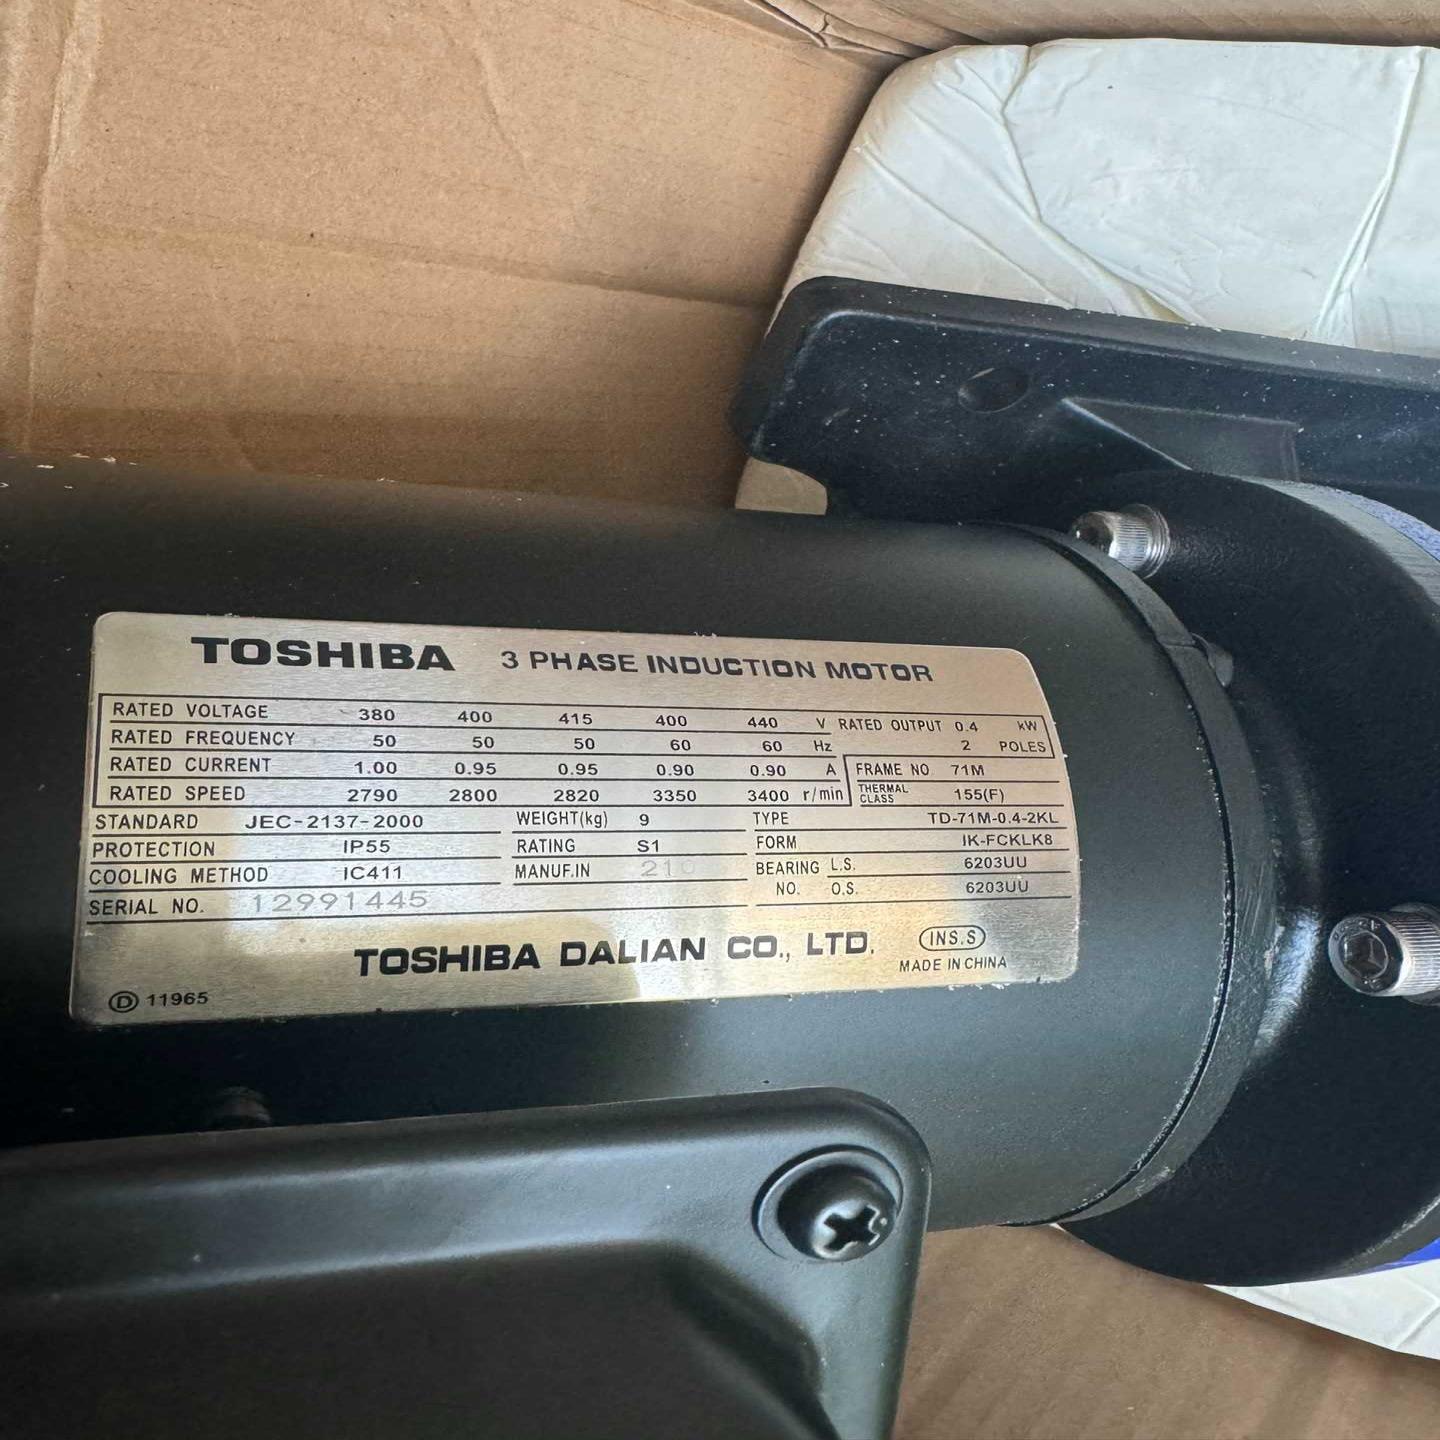 TOSHIBA 3 PHASE INDUCTION MOTOR
RATED VOLTAGE 380 400 415 400 440 V RATED OUTPUT 0.4 kW
RATED FREQUENCY 50 50 50 60 60 Hz 2 POLES
RATED CURRENT 1.00 0.95 0.95 0.90 0.90 A FRAME NO 71M
RATED SPEED 2790 2800 2820 3350 3400 r/min THERMAL CLASS 155(F)
STANDARD JEC-2137-2000 WEIGHT(kg) 9 TYPE TD-71M-0.4-2KL
PROTECTION IP55 RATING S1 FORM IK-FCKLK8
COOLING METHOD IC411 MANUF.IN BEARING L.S. 6203UU
SERIAL NO. 12991445 NO. O.S. 6203UU
TOSHIBA DALIAN CO., LTD. INS.S
MADE IN CHINA
D 11965